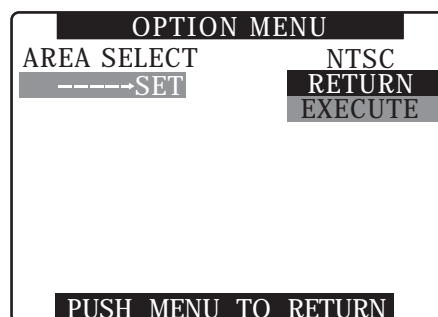 OPTION MENU
AREA SELECT NTSC
-----→SET RETURN
EXECUTE
PUSH MENU TO RETURN